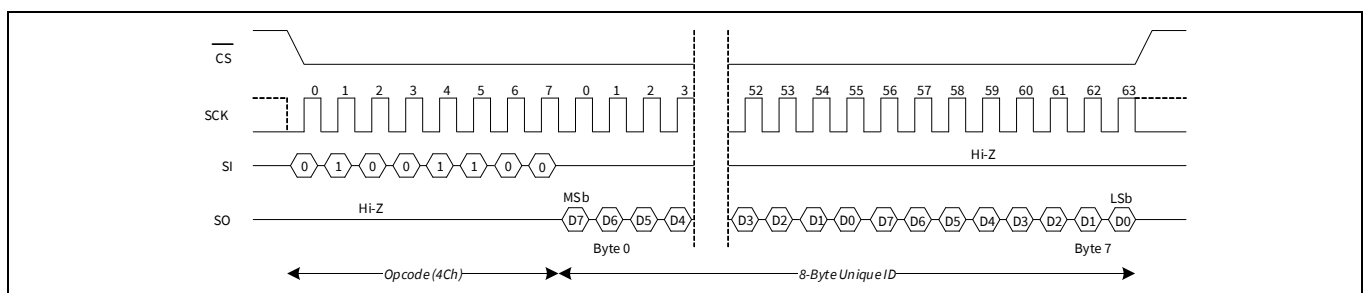 CS
0 1 2 3 4 5 6 7 0 1 2 3 52 53 54 55 56 57 58 59 60 61 62 63
SCK
Hi-Z
SI 0 1 0 0 1 1 0 0
MSb LSb
Hi-Z
SO D7 D6 D5 D4 D3 D2 D1 D0 D7 D6 D5 D4 D3 D2 D1 D0
Byte 0 Byte 7
Opcode (4Ch) 8-Byte Unique ID